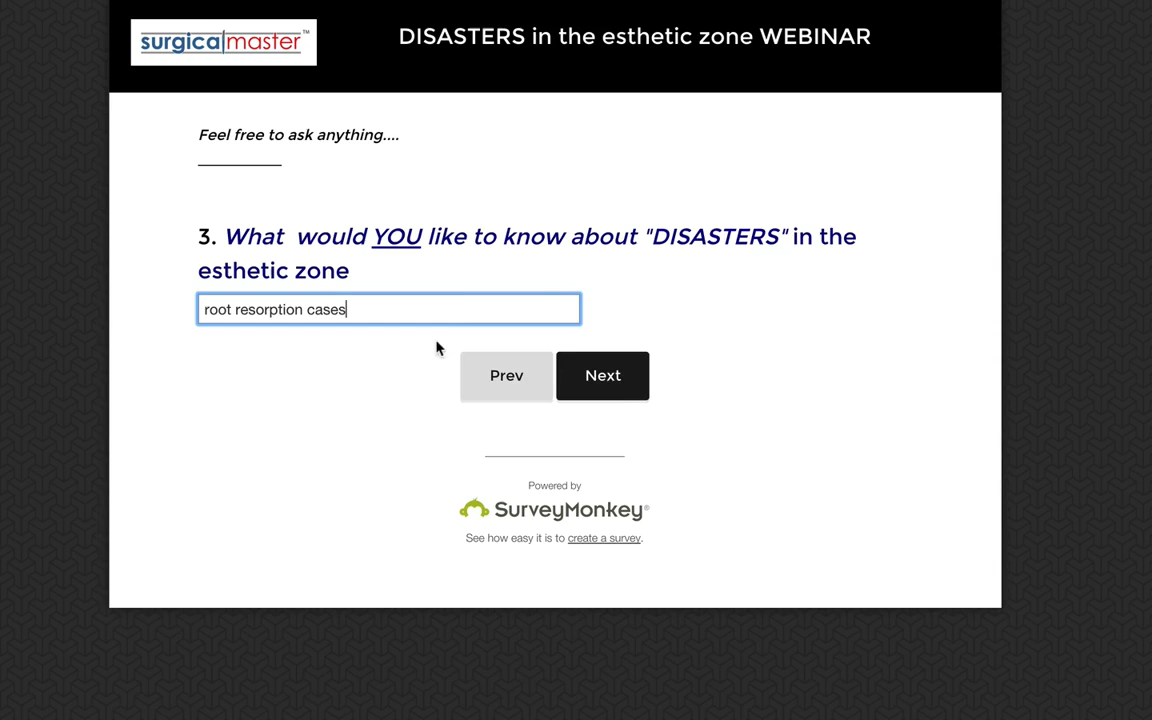 surgical|master™
DISASTERS in the esthetic zone WEBINAR
Feel free to ask anything....
3. What would YOU like to know about "DISASTERS" in the
esthetic zone
root resorption cases
Prev
Next
Powered by
SurveyMonkey®
See how easy it is to create a survey.